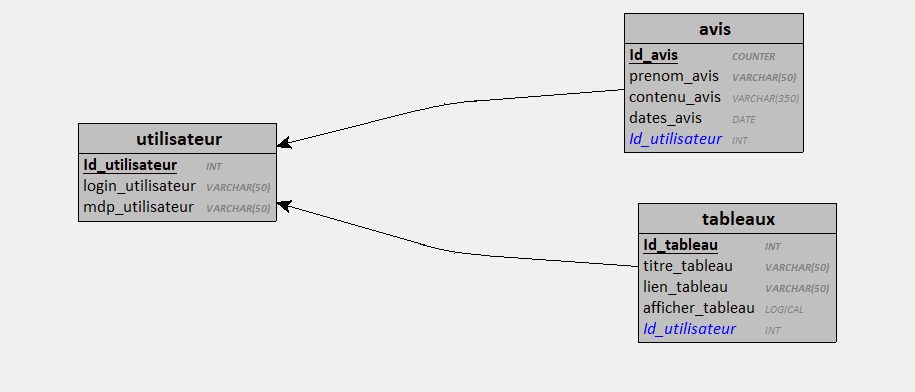 utilisateur
Id_utilisateur INT
login_utilisateur VARCHAR(50)
mdp_utilisateur VARCHAR(50)
avis
Id_avis COUNTER
prenom_avis VARCHAR(50)
contenu_avis VARCHAR(350)
dates_avis DATE
Id_utilisateur INT
tableaux
Id_tableau INT
titre_tableau VARCHAR(50)
lien_tableau VARCHAR(50)
afficher_tableau LOGICAL
Id_utilisateur INT